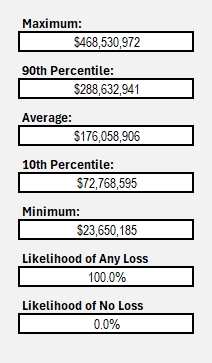 Maximum:
$468,530,972
90th Percentile:
$288,632,941
Average:
$176,058,906
10th Percentile:
$72,768,595
Minimum:
$23,650,185
Likelihood of Any Loss
100.0%
Likelihood of No Loss
0.0%